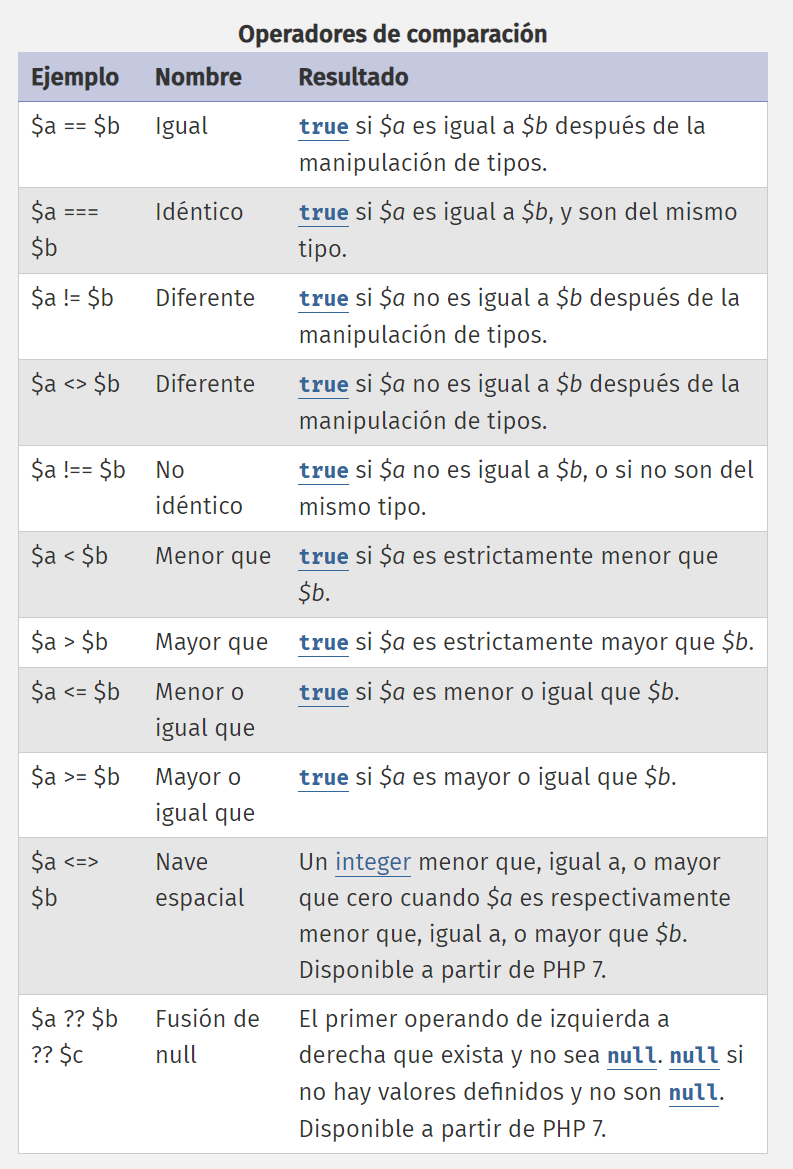 Operadores de comparación
Ejemplo Nombre Resultado
$a == $b Igual true si $a es igual a $b después de la
manipulación de tipos.
$a === Idéntico true si $a es igual a $b, y son del mismo
$b tipo.
$a != $b Diferente true si $a no es igual a $b después de la
manipulación de tipos.
$a <> $b Diferente true si $a no es igual a $b después de la
manipulación de tipos.
$a !== $b No true si $a no es igual a $b, o si no son del
idéntico mismo tipo.
$a < $b Menor que true si $a es estrictamente menor que
$b.
$a > $b Mayor que true si $a es estrictamente mayor que $b.
$a <= $b Menor o true si $a es menor o igual que $b.
igual que
$a >= $b Mayor o true si $a es mayor o igual que $b.
igual que
$a <=> Nave Un integer menor que, igual a, o mayor
$b espacial que cero cuando $a es respectivamente
menor que, igual a, o mayor que $b.
Disponible a partir de PHP 7.
$a ?? $b Fusión de El primer operando de izquierda a
?? $c null derecha que exista y no sea null. null si
no hay valores definidos y no son null.
Disponible a partir de PHP 7.